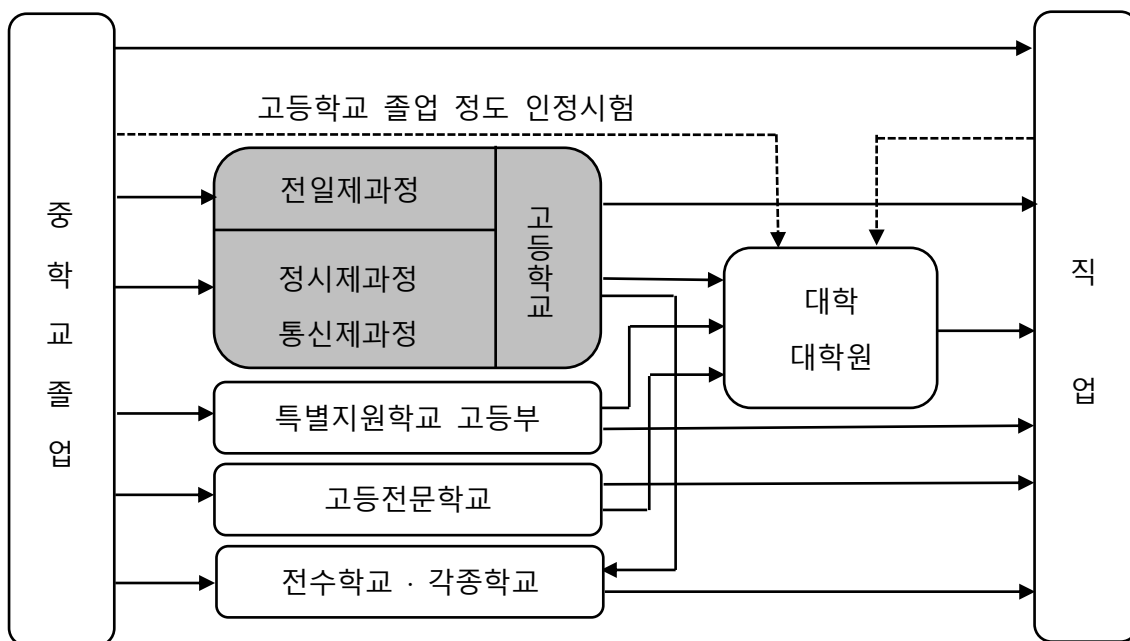 중학교졸업
고등학교 졸업 정도 인정시험
전일제과정
정시제과정
통신제과정
고등학교
특별지원학교 고등부
고등전문학교
전수학교 · 각종학교
대학
대학원
직업